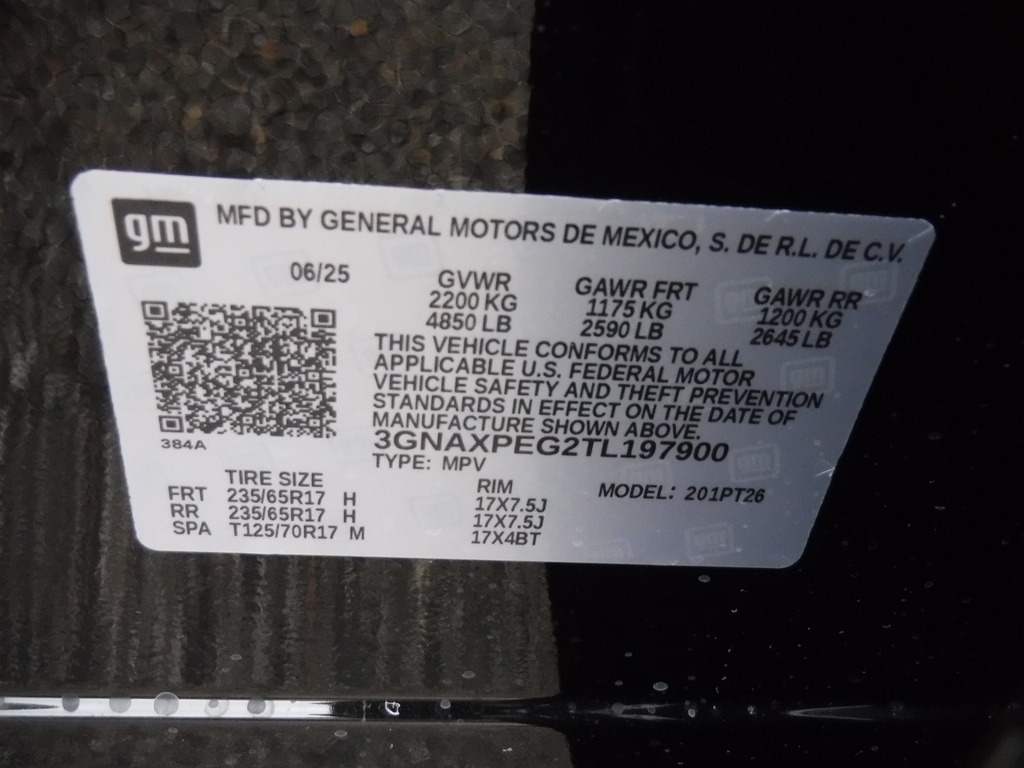 gm MFD BY GENERAL MOTORS DE MEXICO, S. DE R.L. DE C.V.
06/25 GVWR GAWR FRT GAWR RR
2200 KG 1175 KG 1200 KG
4850 LB 2590 LB 2645 LB
THIS VEHICLE CONFORMS TO ALL
APPLICABLE U.S. FEDERAL MOTOR
VEHICLE SAFETY AND THEFT PREVENTION
STANDARDS IN EFFECT ON THE DATE OF
MANUFACTURE SHOWN ABOVE.
384A 3GNAXPEG2TL197900
TYPE: MPV
TIRE SIZE RIM MODEL: 201PT26
FRT 235/65R17 H 17X7.5J
RR 235/65R17 H 17X7.5J
SPA T125/70R17 M 17X4BT